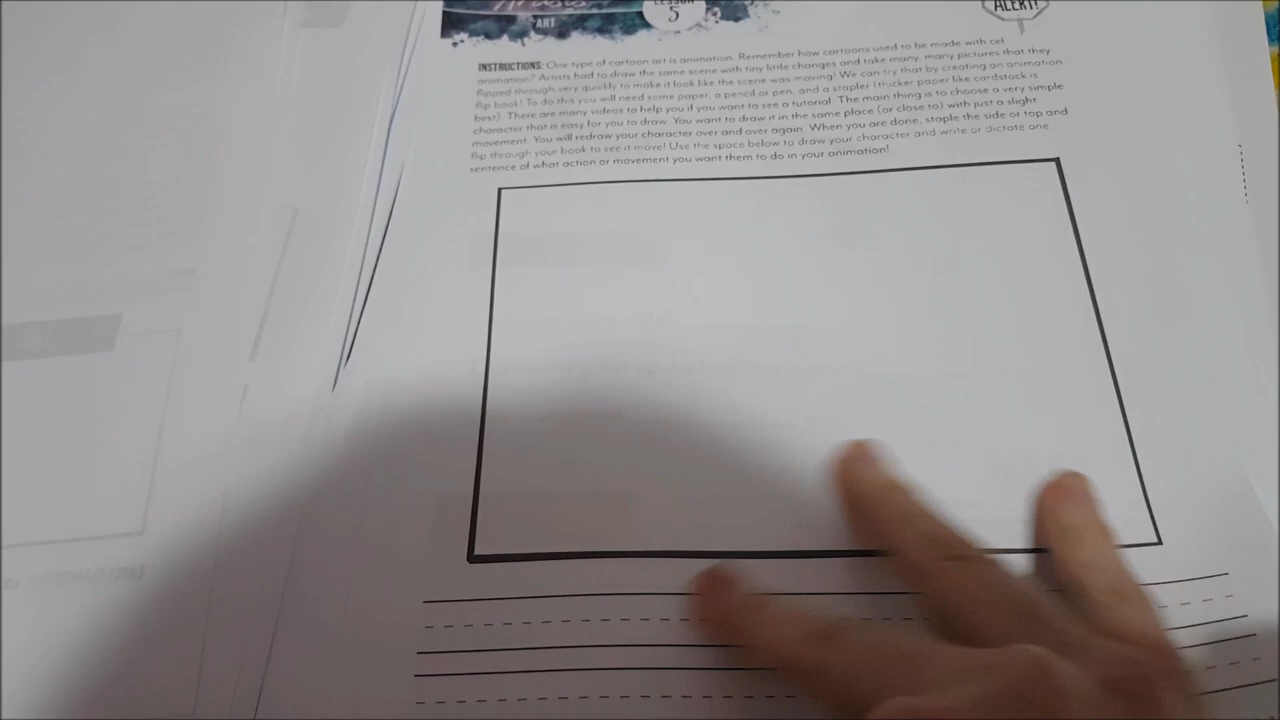 LESSON
5
ART
ALERT!
INSTRUCTIONS: One type of cartoon art is animation. Remember how cartoons used to be made with cel
animation? Artists had to draw the same scene with tiny little changes and take many, many pictures that they
flipped through very quickly to make it look like the scene was moving! We can try that by creating an animation
flip book! To do this you will need some paper, a pencil or pen, and a stapler (thicker paper like cardstock is
best). There are many videos to help you if you want to see a tutorial. The main thing is to choose a very simple
character that is easy for you to draw. You want to draw it in the same place (or close to) with just a slight
movement. You will redraw your character over and over again. When you are done, staple the side or top and
flip through your book to see it move! Use the space below to draw your character and write or dictate one
sentence of what action or movement you want them to do in your animation!